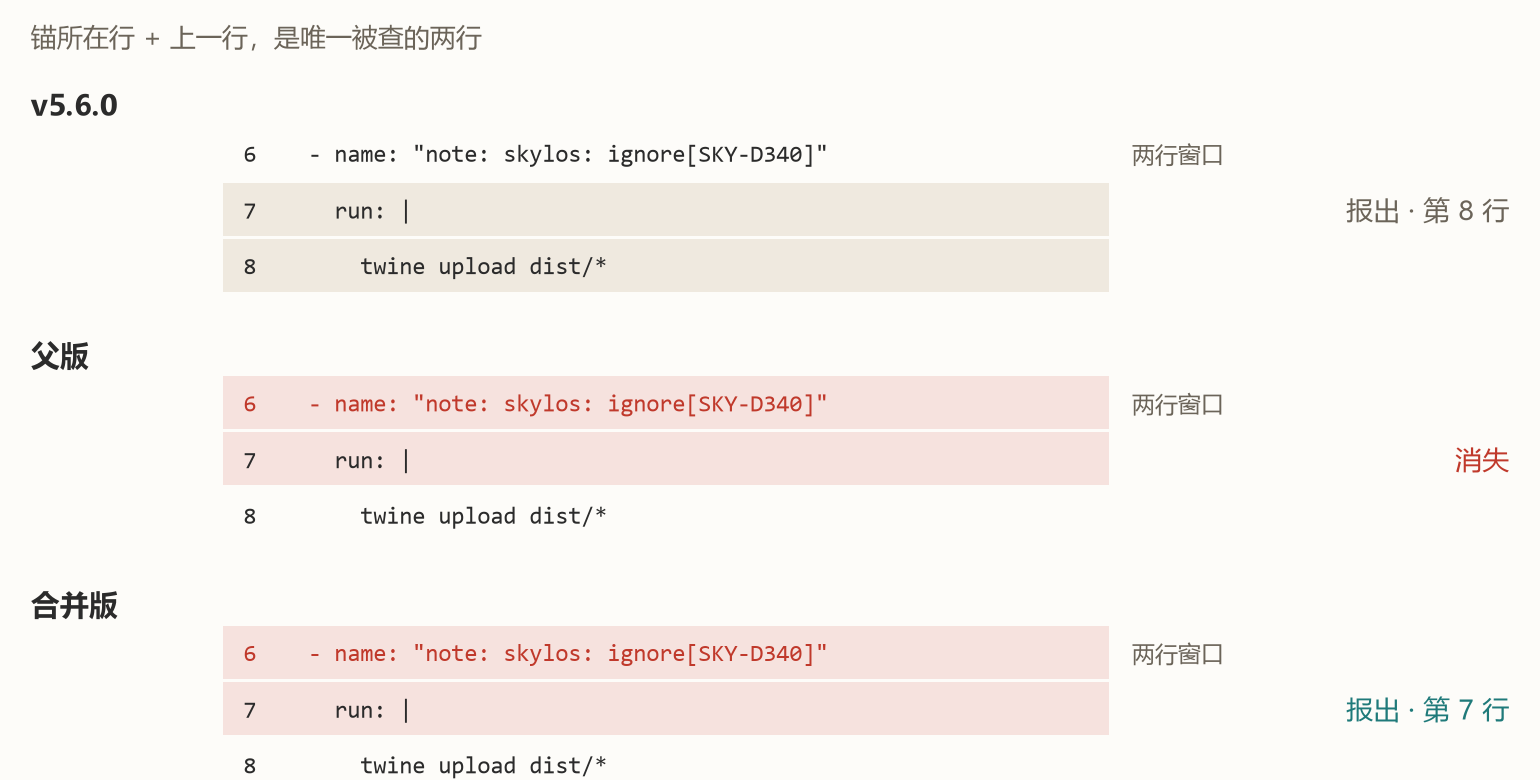 锚所在行 + 上一行，是唯一被查的两行
v5.6.0
6 - name: "note: skylos: ignore[SKY-D340]" 两行窗口
7 run: | 报出 · 第 8 行
8 twine upload dist/*
父版
6 - name: "note: skylos: ignore[SKY-D340]" 两行窗口
7 run: | 消失
8 twine upload dist/*
合并版
6 - name: "note: skylos: ignore[SKY-D340]" 两行窗口
7 run: | 报出 · 第 7 行
8 twine upload dist/*